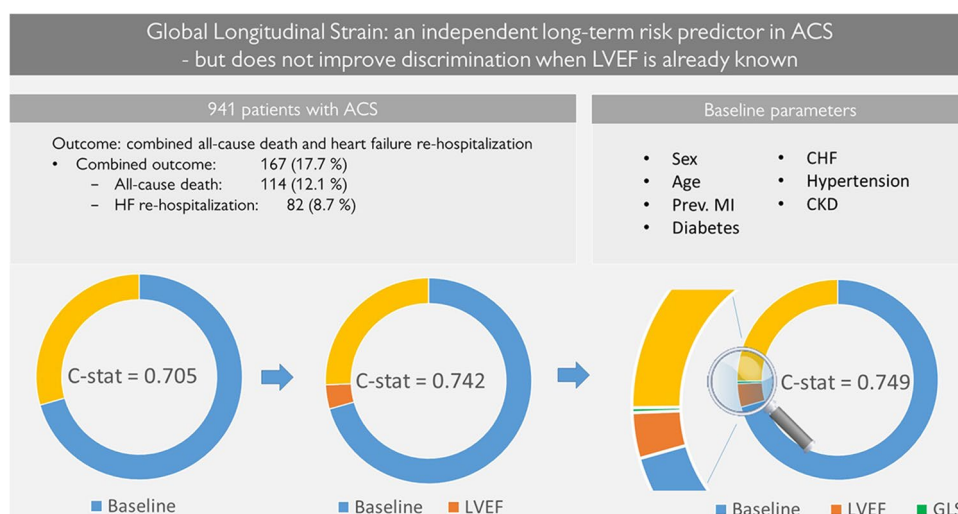 Global Longitudinal Strain: an independent long-term risk predictor in ACS
- but does not improve discrimination when LVEF is already known
941 patients with ACS
Outcome: combined all-cause death and heart failure re-hospitalization
• Combined outcome: 167 (17.7 %)
– All-cause death: 114 (12.1 %)
– HF re-hospitalization: 82 (8.7 %)
Baseline parameters
• Sex
• Age
• Prev. MI
• Diabetes
• CHF
• Hypertension
• CKD
C-stat = 0.705
C-stat = 0.742
C-stat = 0.749
Baseline
Baseline LVEF
Baseline LVEF GLS